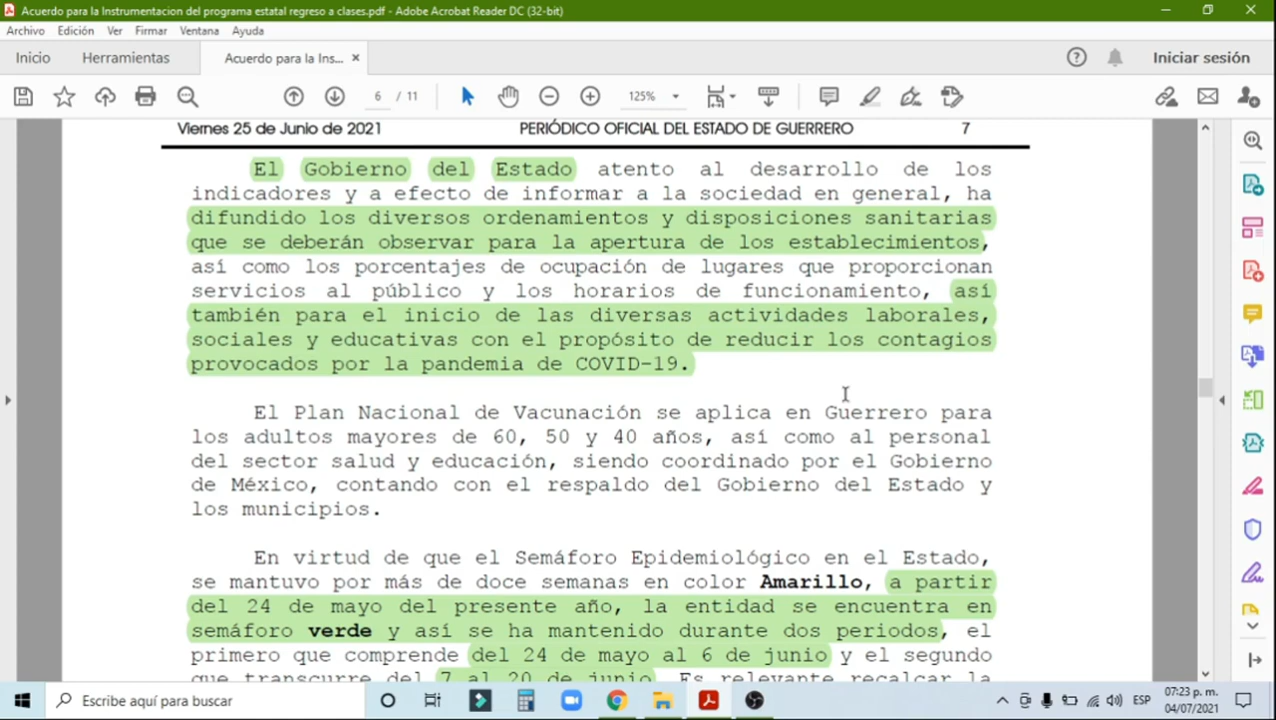 Acuerdo para la Instrumentacion del programa estatal regreso a clases.pdf - Adobe Acrobat Reader DC (32-bit)
Archivo Edición Ver Firmar Ventana Ayuda
Inicio Herramientas Acuerdo para la Ins... Iniciar sesión
6 / 11 125%
Viernes 25 de Junio de 2021 PERIÓDICO OFICIAL DEL ESTADO DE GUERRERO 7
El Gobierno del Estado atento al desarrollo de los
indicadores y a efecto de informar a la sociedad en general, ha
difundido los diversos ordenamientos y disposiciones sanitarias
que se deberán observar para la apertura de los establecimientos,
así como los porcentajes de ocupación de lugares que proporcionan
servicios al público y los horarios de funcionamiento, así
también para el inicio de las diversas actividades laborales,
sociales y educativas con el propósito de reducir los contagios
provocados por la pandemia de COVID-19.
El Plan Nacional de Vacunación se aplica en Guerrero para
los adultos mayores de 60, 50 y 40 años, así como al personal
del sector salud y educación, siendo coordinado por el Gobierno
de México, contando con el respaldo del Gobierno del Estado y
los municipios.
En virtud de que el Semáforo Epidemiológico en el Estado,
se mantuvo por más de doce semanas en color Amarillo, a partir
del 24 de mayo del presente año, la entidad se encuentra en
semáforo verde y así se ha mantenido durante dos periodos, el
primero que comprende del 24 de mayo al 6 de junio y el segundo
que transcurre del 7 al 20 de junio. Es relevante recalcar la
Escribe aquí para buscar
ESP
07:23 p. m.
04/07/2021